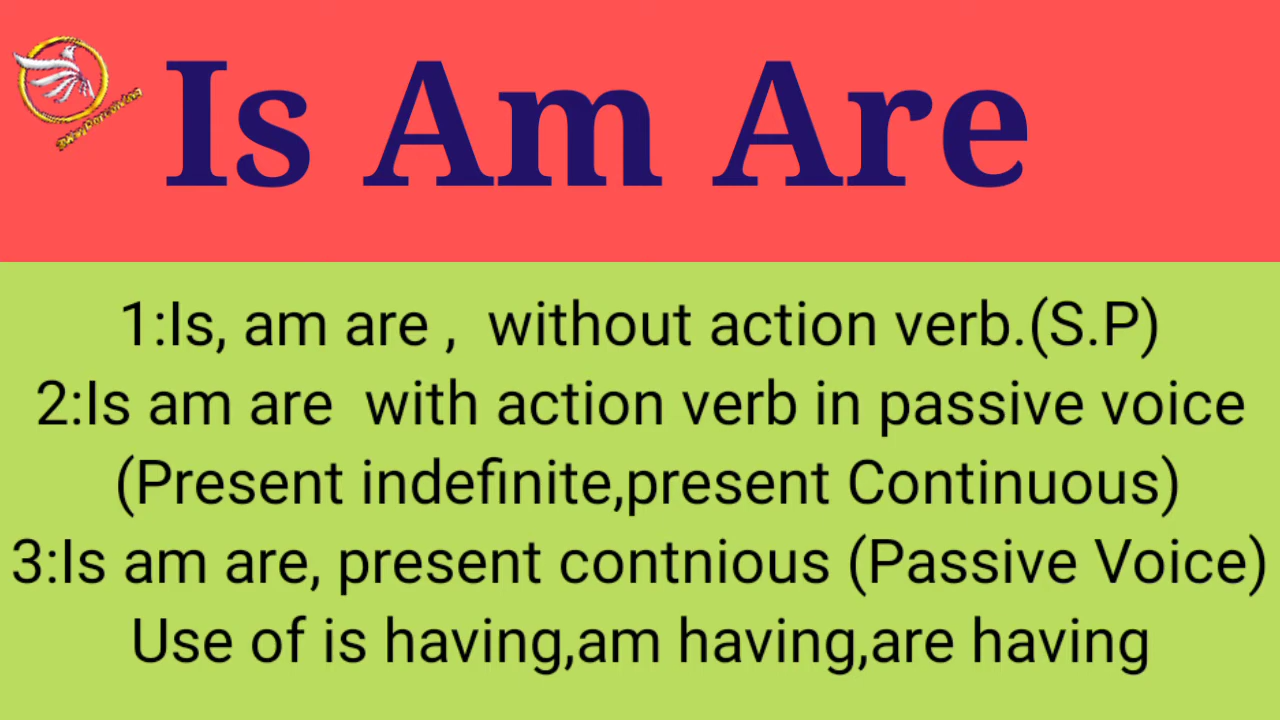 Is Am Are
1:Is, am are , without action verb.(S.P)
2:Is am are with action verb in passive voice
(Present indefinite,present Continuous)
3:Is am are, present contnious (Passive Voice)
Use of is having,am having,are having